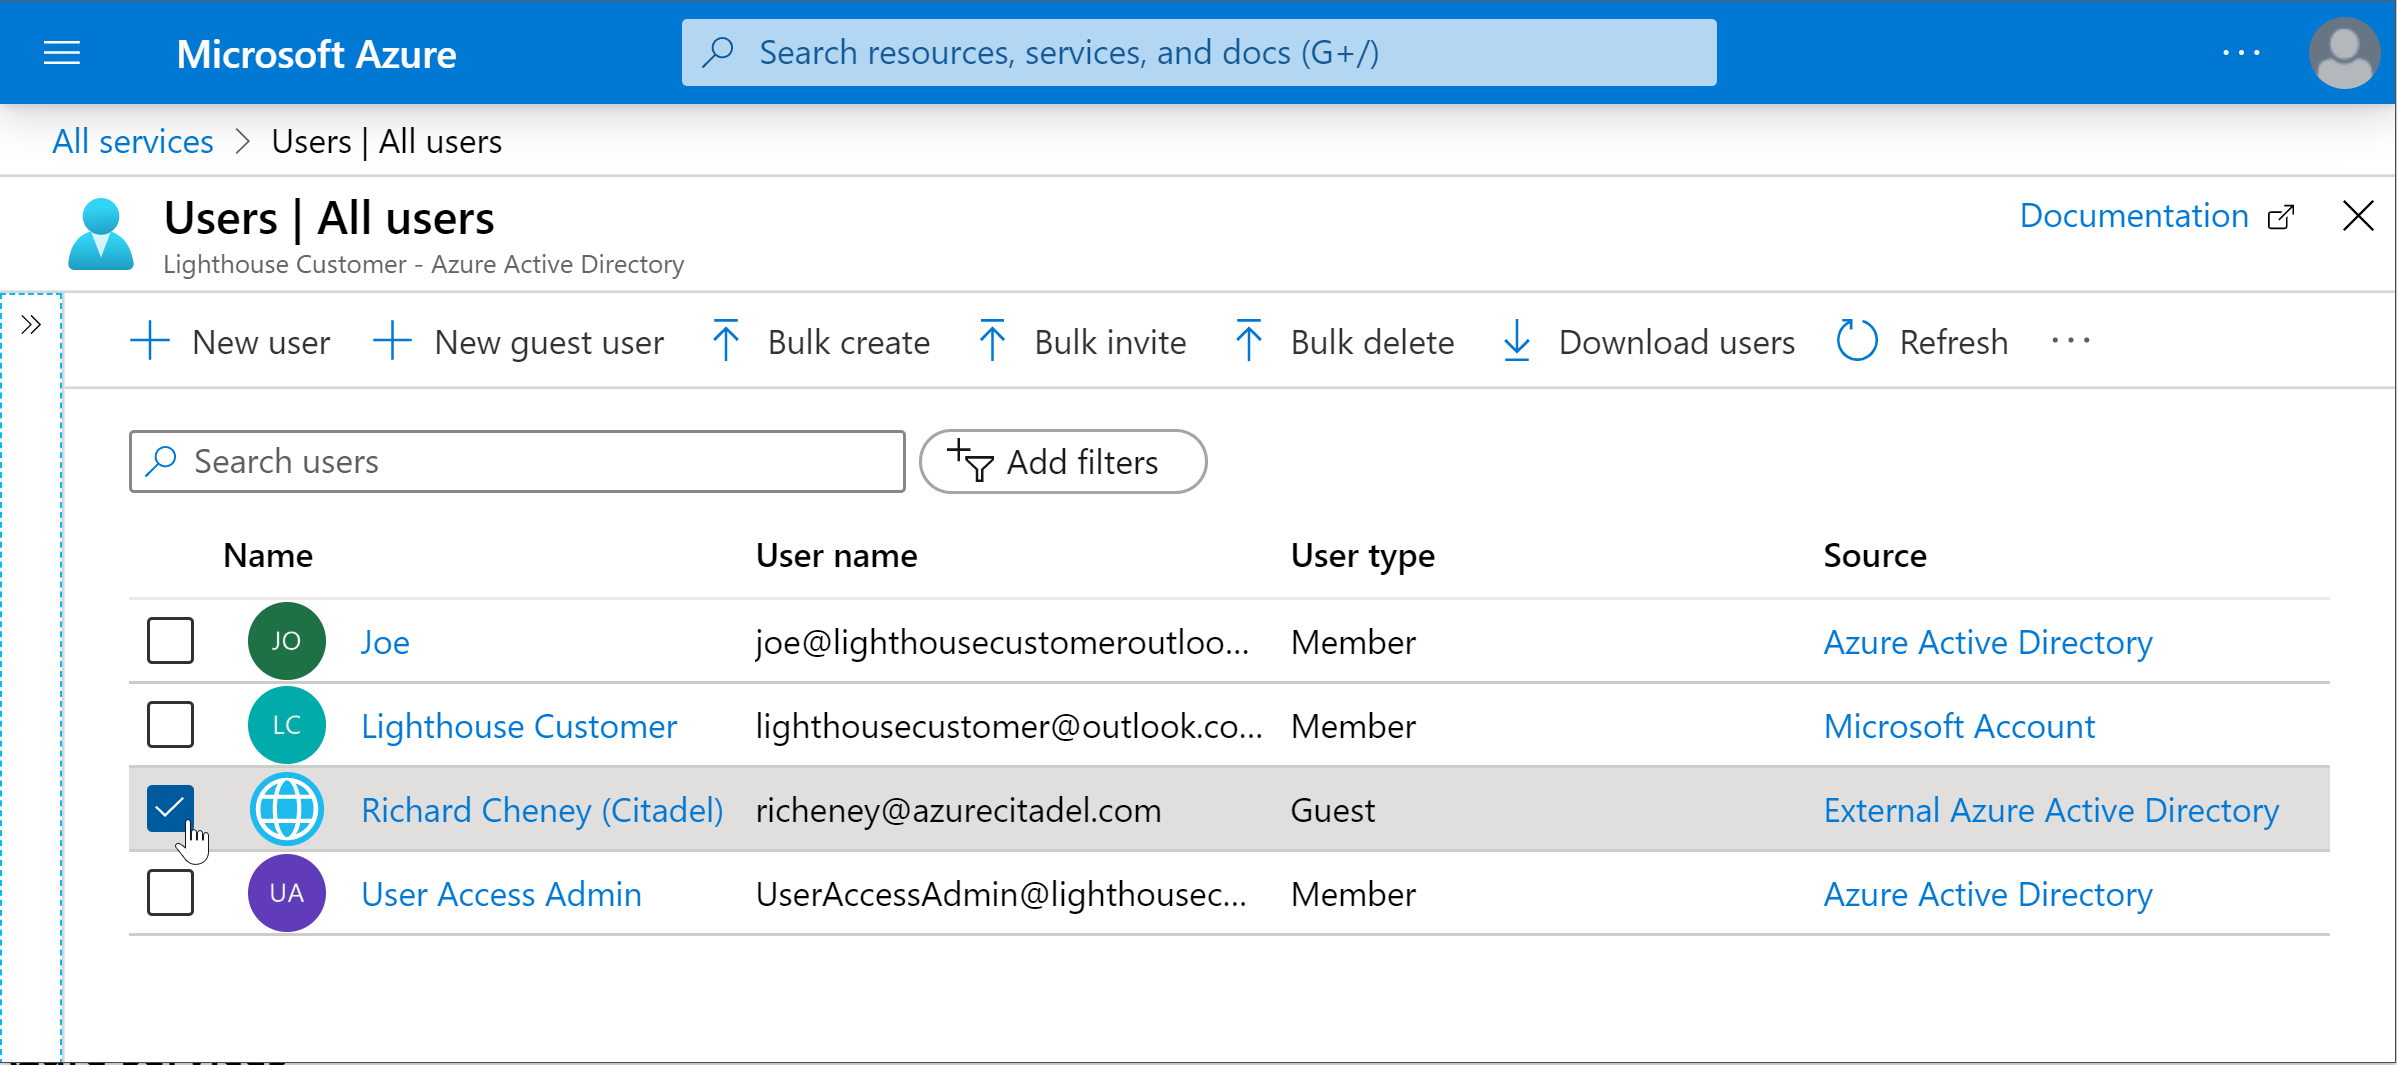 Microsoft Azure
Search resources, services, and docs (G+/)
All services > Users | All users
Users | All users
Lighthouse Customer - Azure Active Directory
Documentation
New user New guest user Bulk create Bulk invite Bulk delete Download users Refresh
Search users Add filters
Name User name User type Source
JO Joe joe@lighthousecustomeroutloo... Member Azure Active Directory
LC Lighthouse Customer lighthousecustomer@outlook.co... Member Microsoft Account
Richard Cheney (Citadel) richeney@azurecitadel.com Guest External Azure Active Directory
UA User Access Admin UserAccessAdmin@lighthousec... Member Azure Active Directory